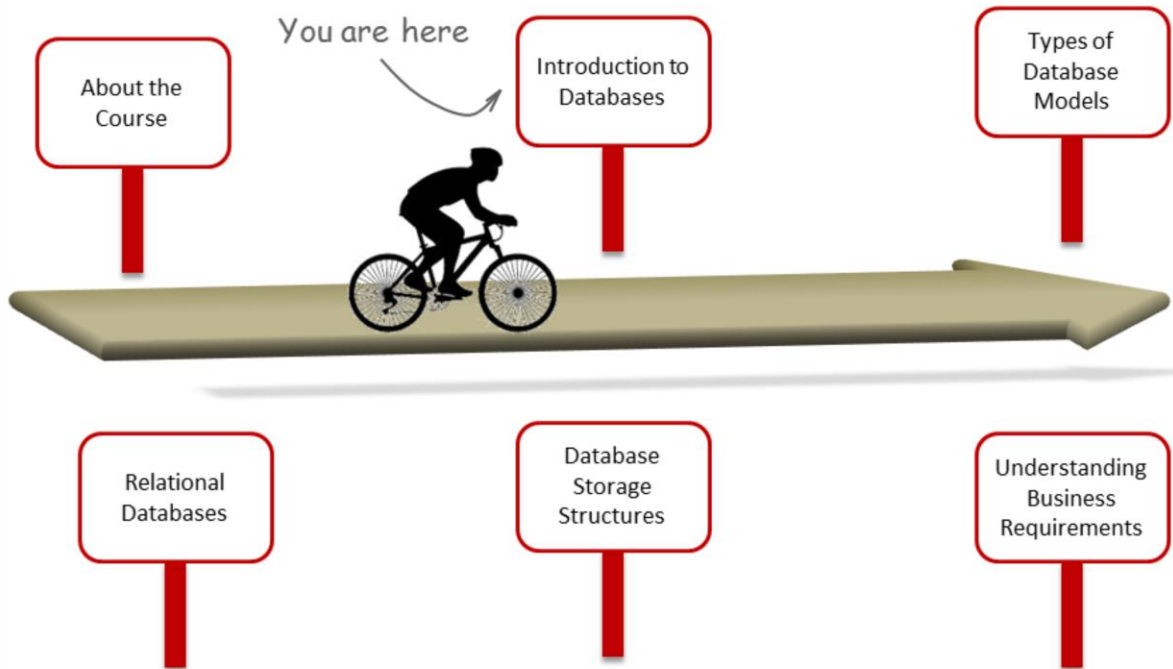 You are here
About the
Course
Introduction to
Databases
Types of
Database
Models
Relational
Databases
Database
Storage
Structures
Understanding
Business
Requirements